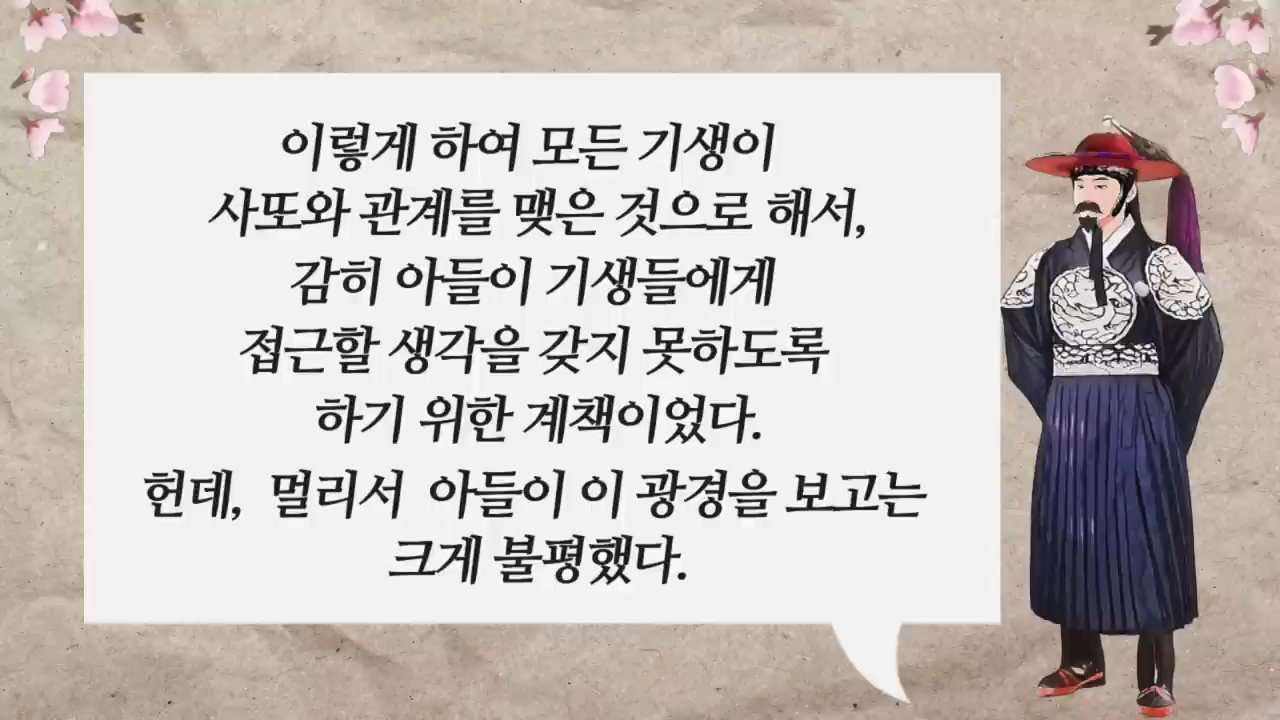 이렇게 하여 모든 기생이
사또와 관계를 맺은 것으로 해서,
감히 아들이 기생들에게
접근할 생각을 갖지 못하도록
하기 위한 계책이었다.
헌데, 멀리서 아들이 이 광경을 보고는
크게 불평했다.